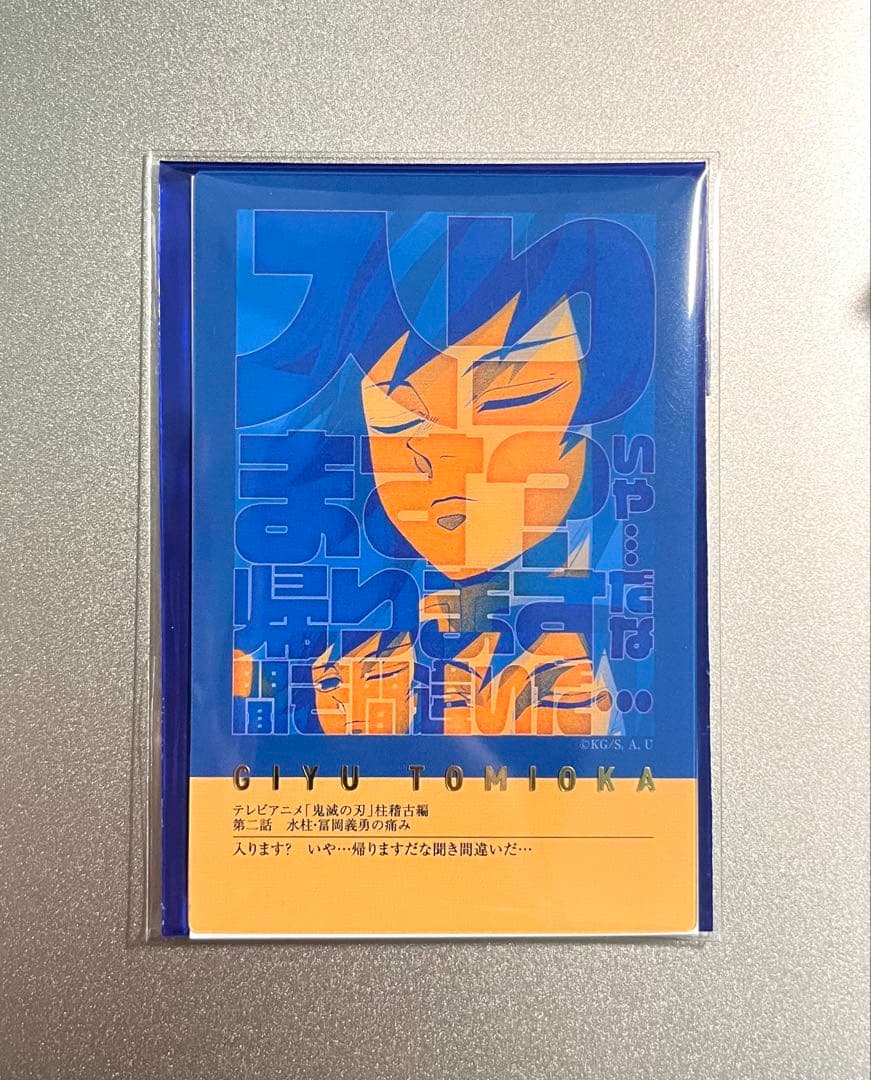 入り
ます?
いや…
だな…
帰ります
聞き間違いだ…
©KG/S, A, U
GIYU TOMIOKA
テレビアニメ「鬼滅の刃」柱稽古編
第二話　水柱・冨岡義勇の痛み
入ります?　いや…帰りますだな聞き間違いだ…